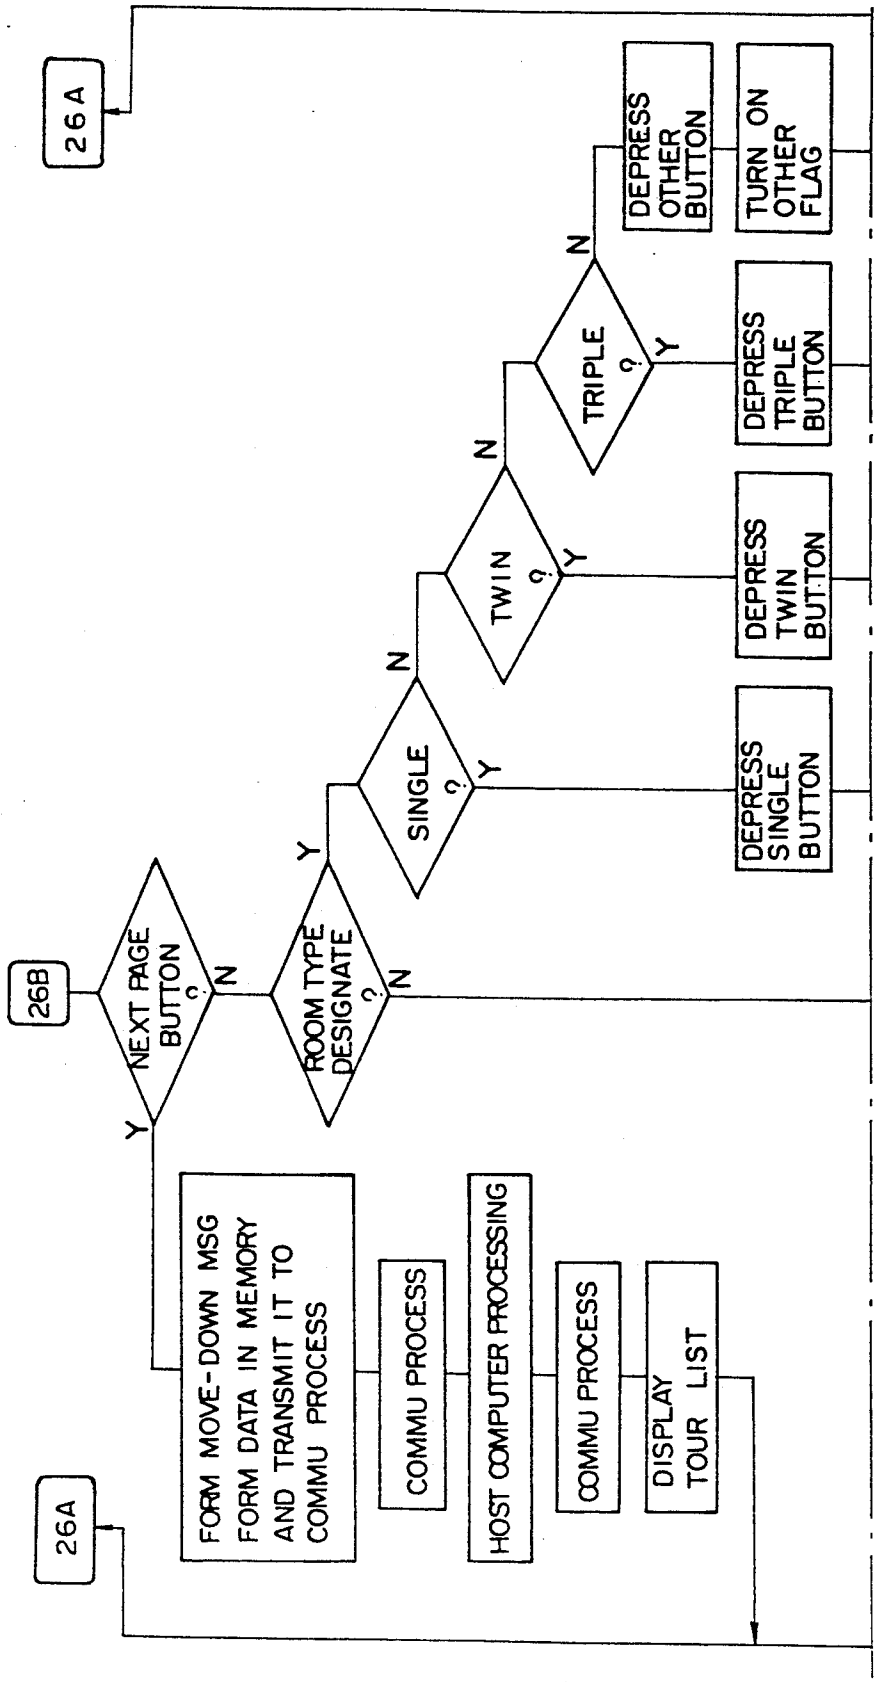 26B
26A
26A
NEXT PAGE
BUTTON
?
Y
N
FORM MOVE-DOWN MSG
FORM DATA IN MEMORY
AND TRANSMIT IT TO
COMMU PROCESS
COMMU PROCESS
HOST COMPUTER PROCESSING
COMMU PROCESS
DISPLAY
TOUR LIST
ROOM TYPE
DESIGNATE
?
Y
N
SINGLE
?
N
Y
TWIN
?
N
Y
TRIPLE
?
N
Y
DEPRESS
SINGLE
BUTTON
DEPRESS
TWIN
BUTTON
DEPRESS
TRIPLE
BUTTON
DEPRESS
OTHER
BUTTON
TURN ON
OTHER
FLAG